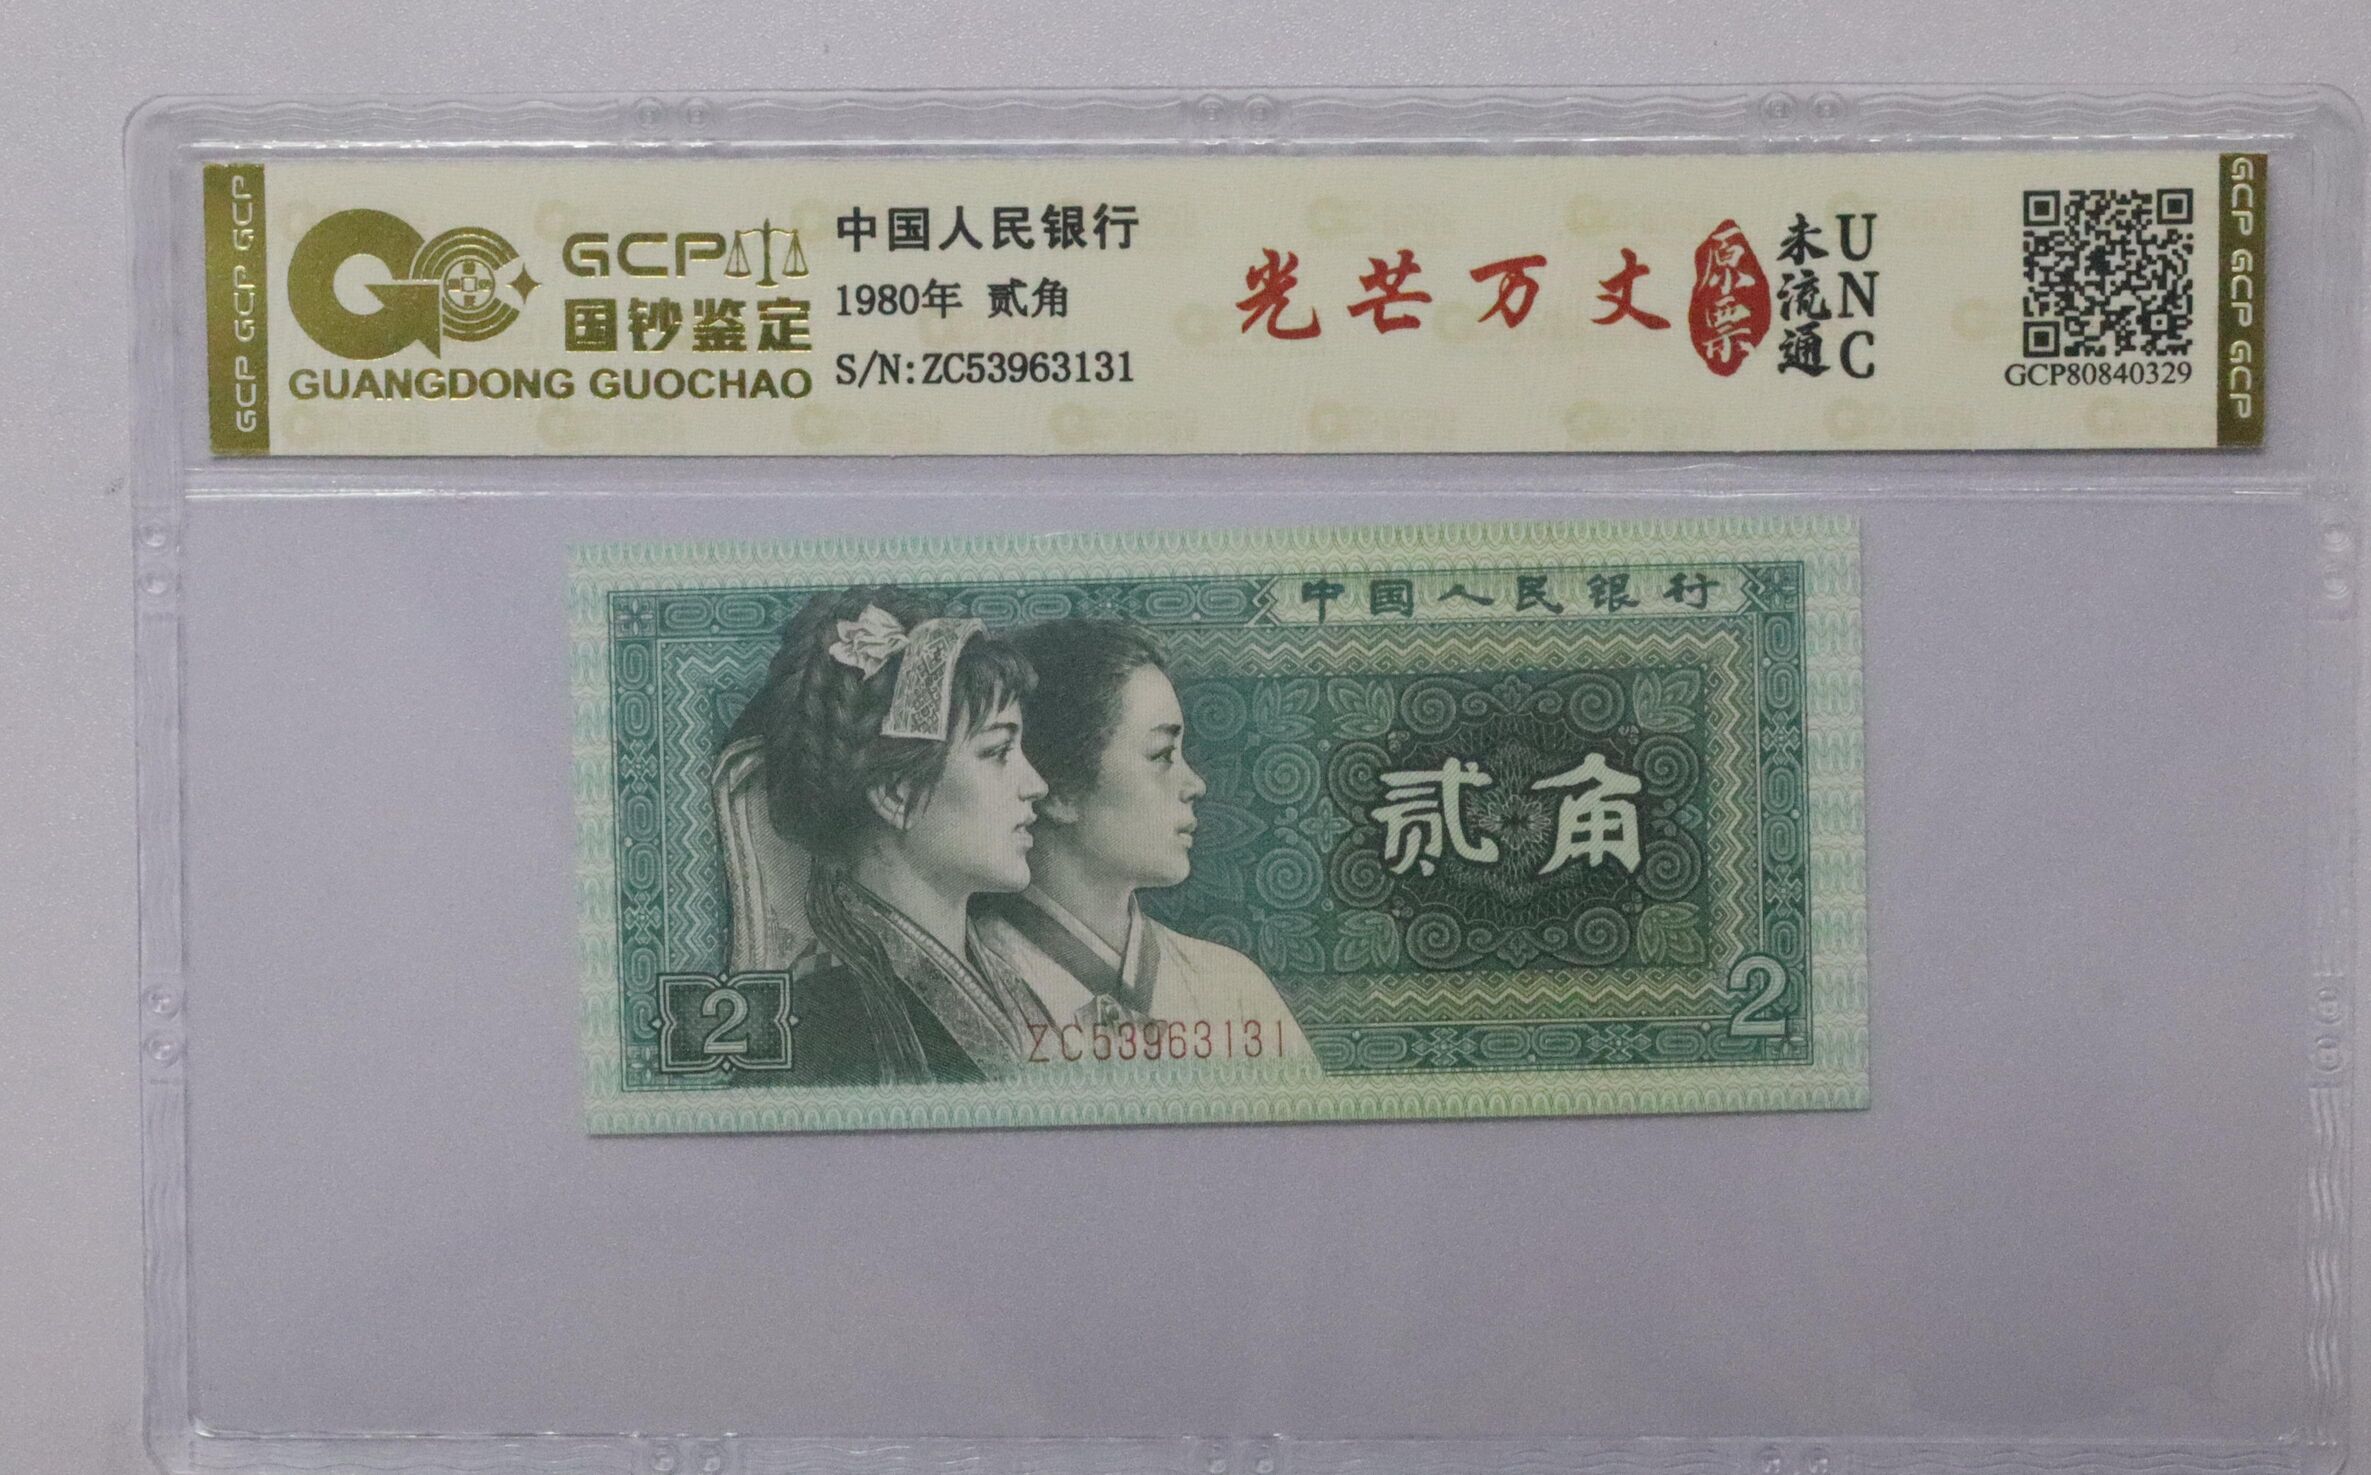 GCP GCP GCP
GCP
国钞鉴定
GUANGDONG GUOCHAO
中国人民银行
1980年 贰角
S/N:ZC53963131
光芒万丈
原票
未流通
UNC
GCP80840329
GCP GCP GCP
中国人民银行
贰角
2
2
ZC53963131